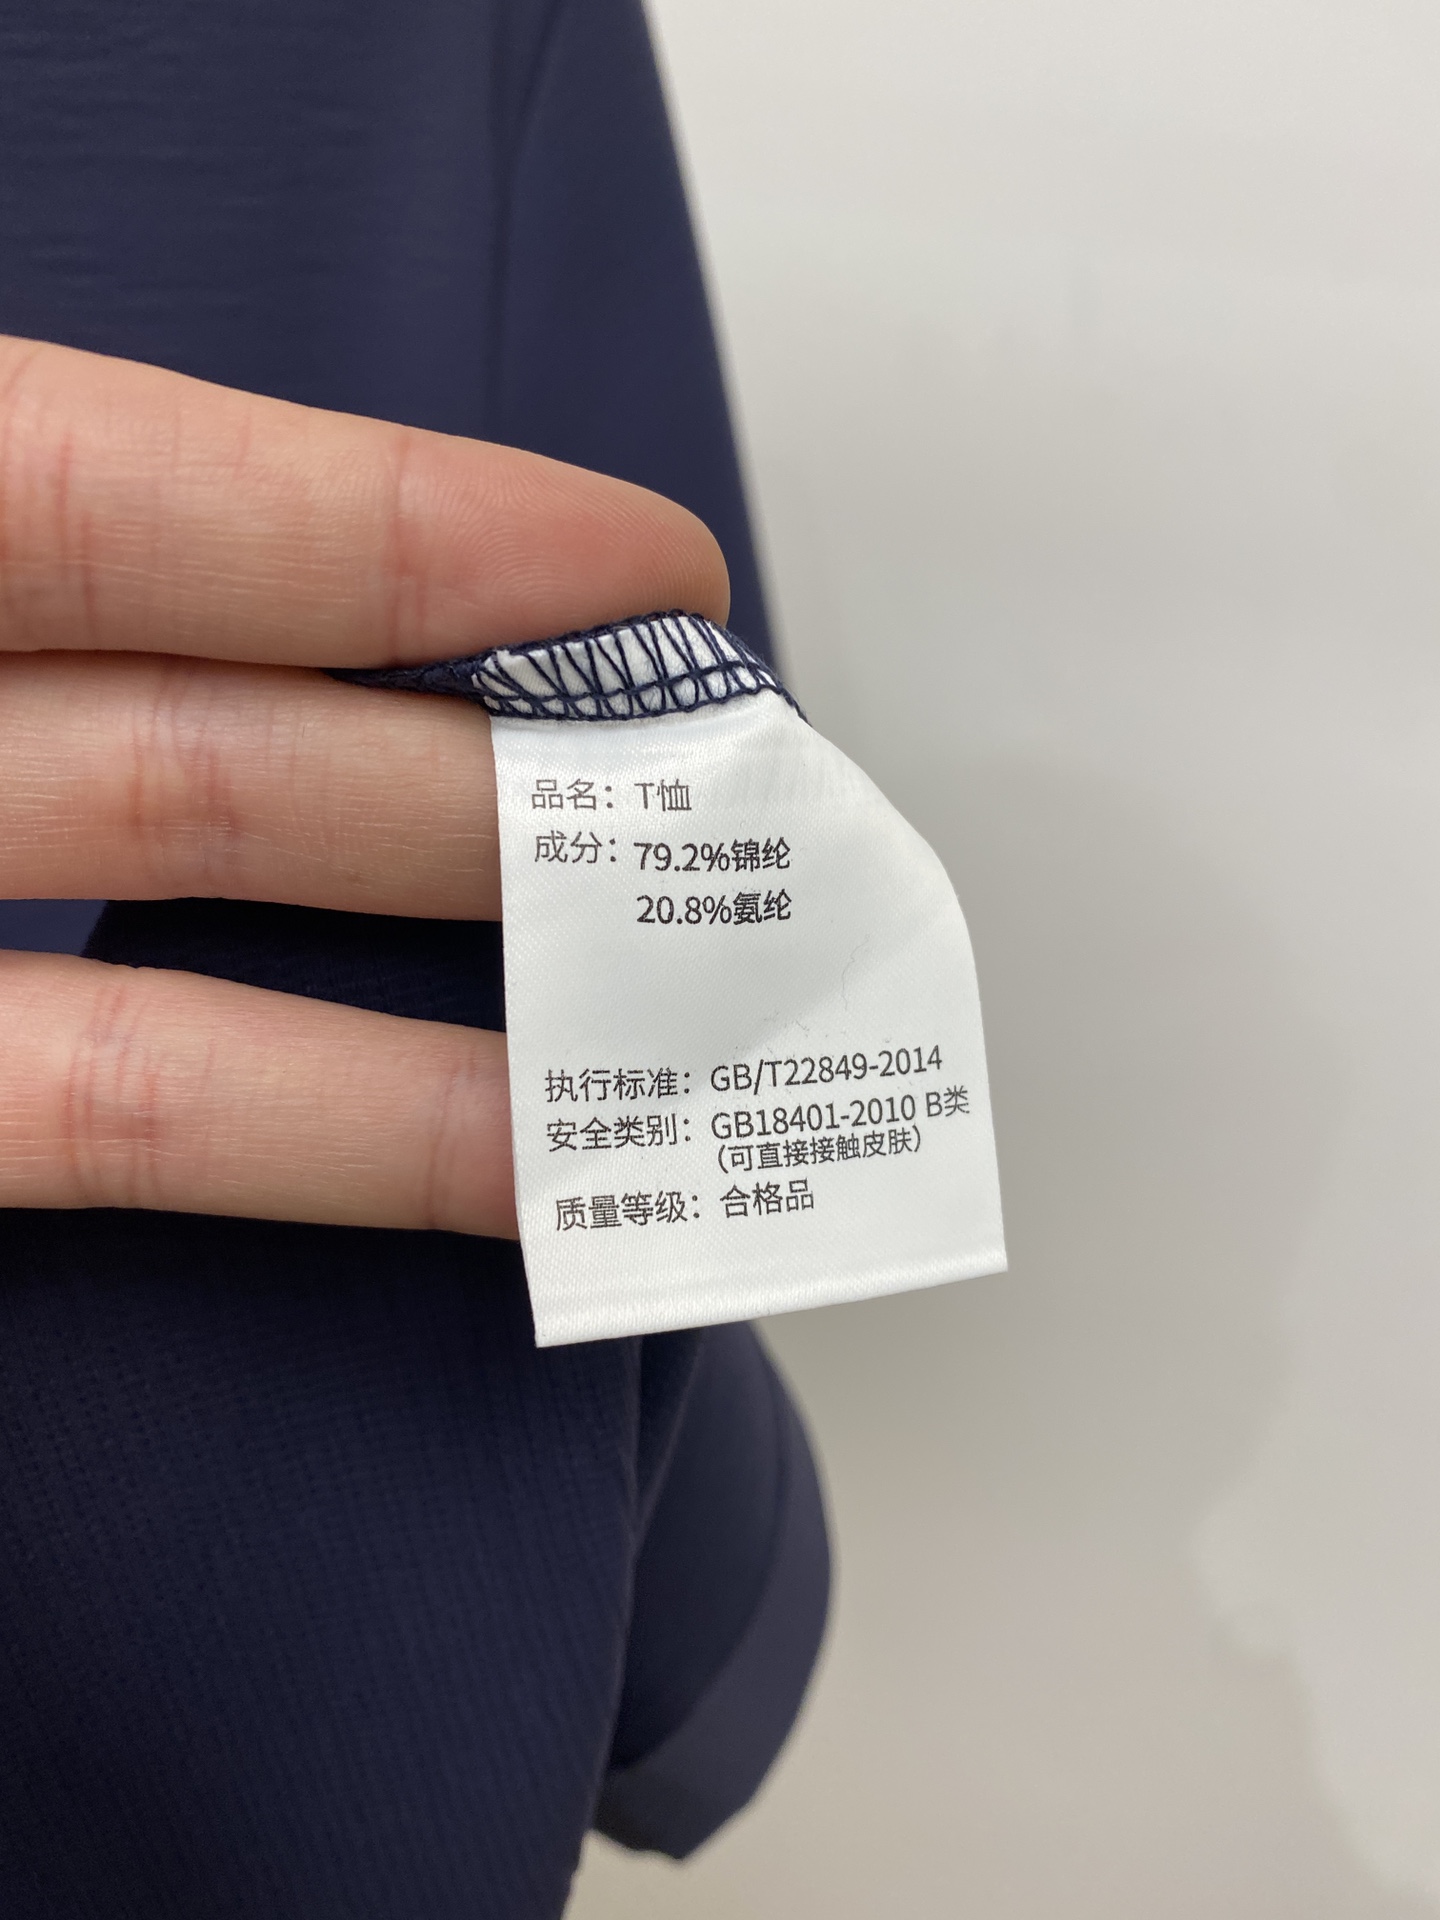 品名：T恤
成分：79.2%锦纶
20.8%氨纶
执行标准：GB/T22849-2014
安全类别：GB18401-2010 B类
（可直接接触皮肤）
质量等级：合格品